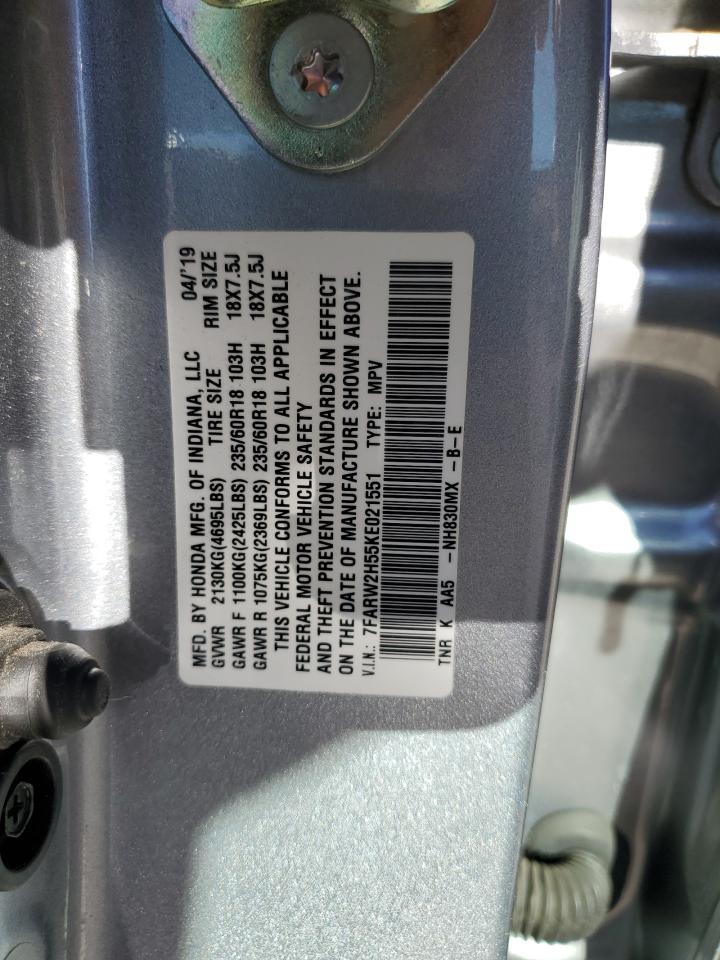 MFD. BY HONDA MFG. OF INDIANA, LLC 04/'19
GVWR 2130KG(4695LBS) TIRE SIZE RIM SIZE
GAWR F 1100KG(2425LBS) 235/60R18 103H 18X7.5J
GAWR R 1075KG(2369LBS) 235/60R18 103H 18X7.5J
THIS VEHICLE CONFORMS TO ALL APPLICABLE
FEDERAL MOTOR VEHICLE SAFETY
AND THEFT PREVENTION STANDARDS IN EFFECT
ON THE DATE OF MANUFACTURE SHOWN ABOVE.
V.I.N.: 7FARW2H55KE021551 TYPE: MPV
TNR K AA5 -NH830MX -B-E